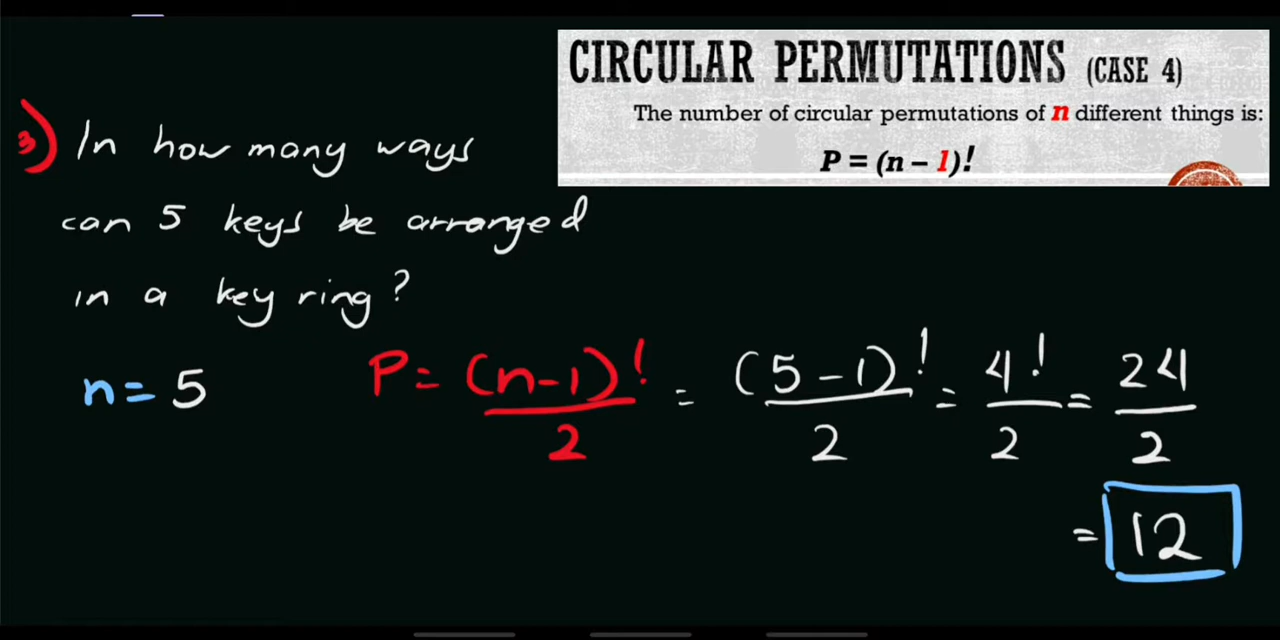 CIRCULAR PERMUTATIONS (CASE 4)
The number of circular permutations of n different things is:
P = (n – 1)!
3) In how many ways
can 5 keys be arranged
in a key ring?
n = 5
P = (n-1)!/2 = (5-1)!/2 = 4!/2 = 24/2
= 12